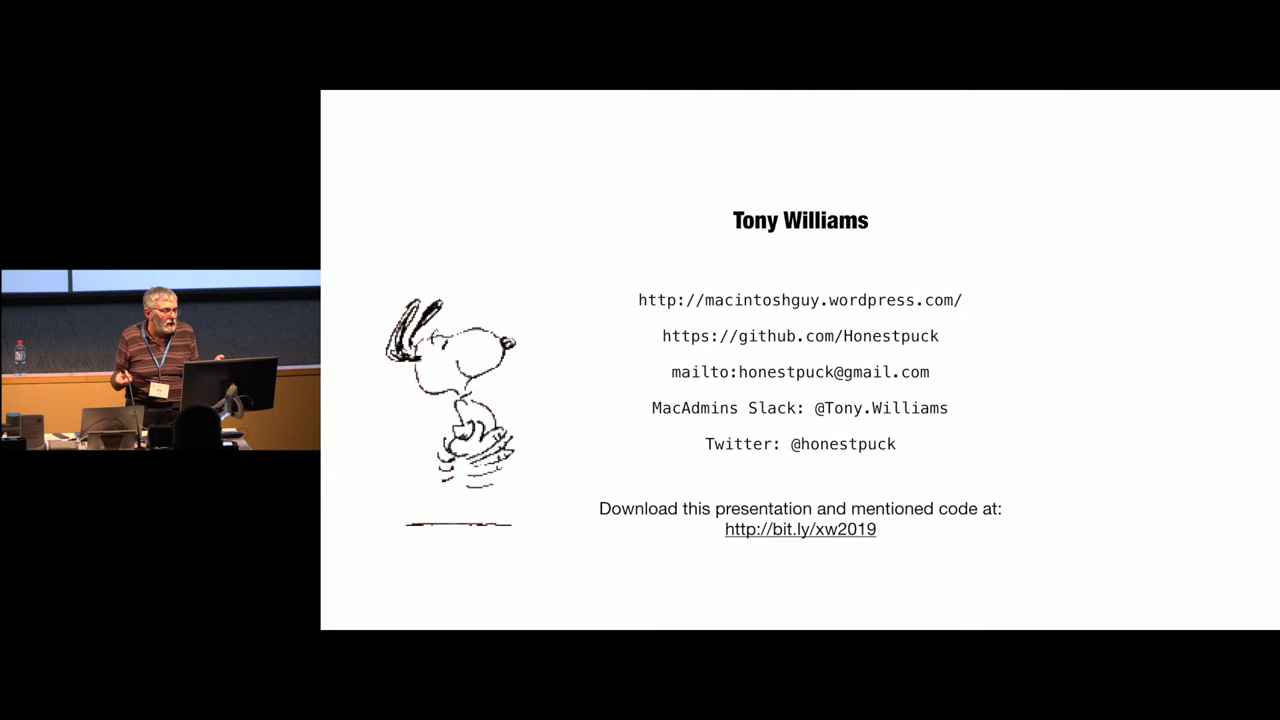 Tony Williams
http://macintoshguy.wordpress.com/
https://github.com/Honestpuck
mailto:honestpuck@gmail.com
MacAdmins Slack: @Tony.Williams
Twitter: @honestpuck
Download this presentation and mentioned code at:
http://bit.ly/xw2019